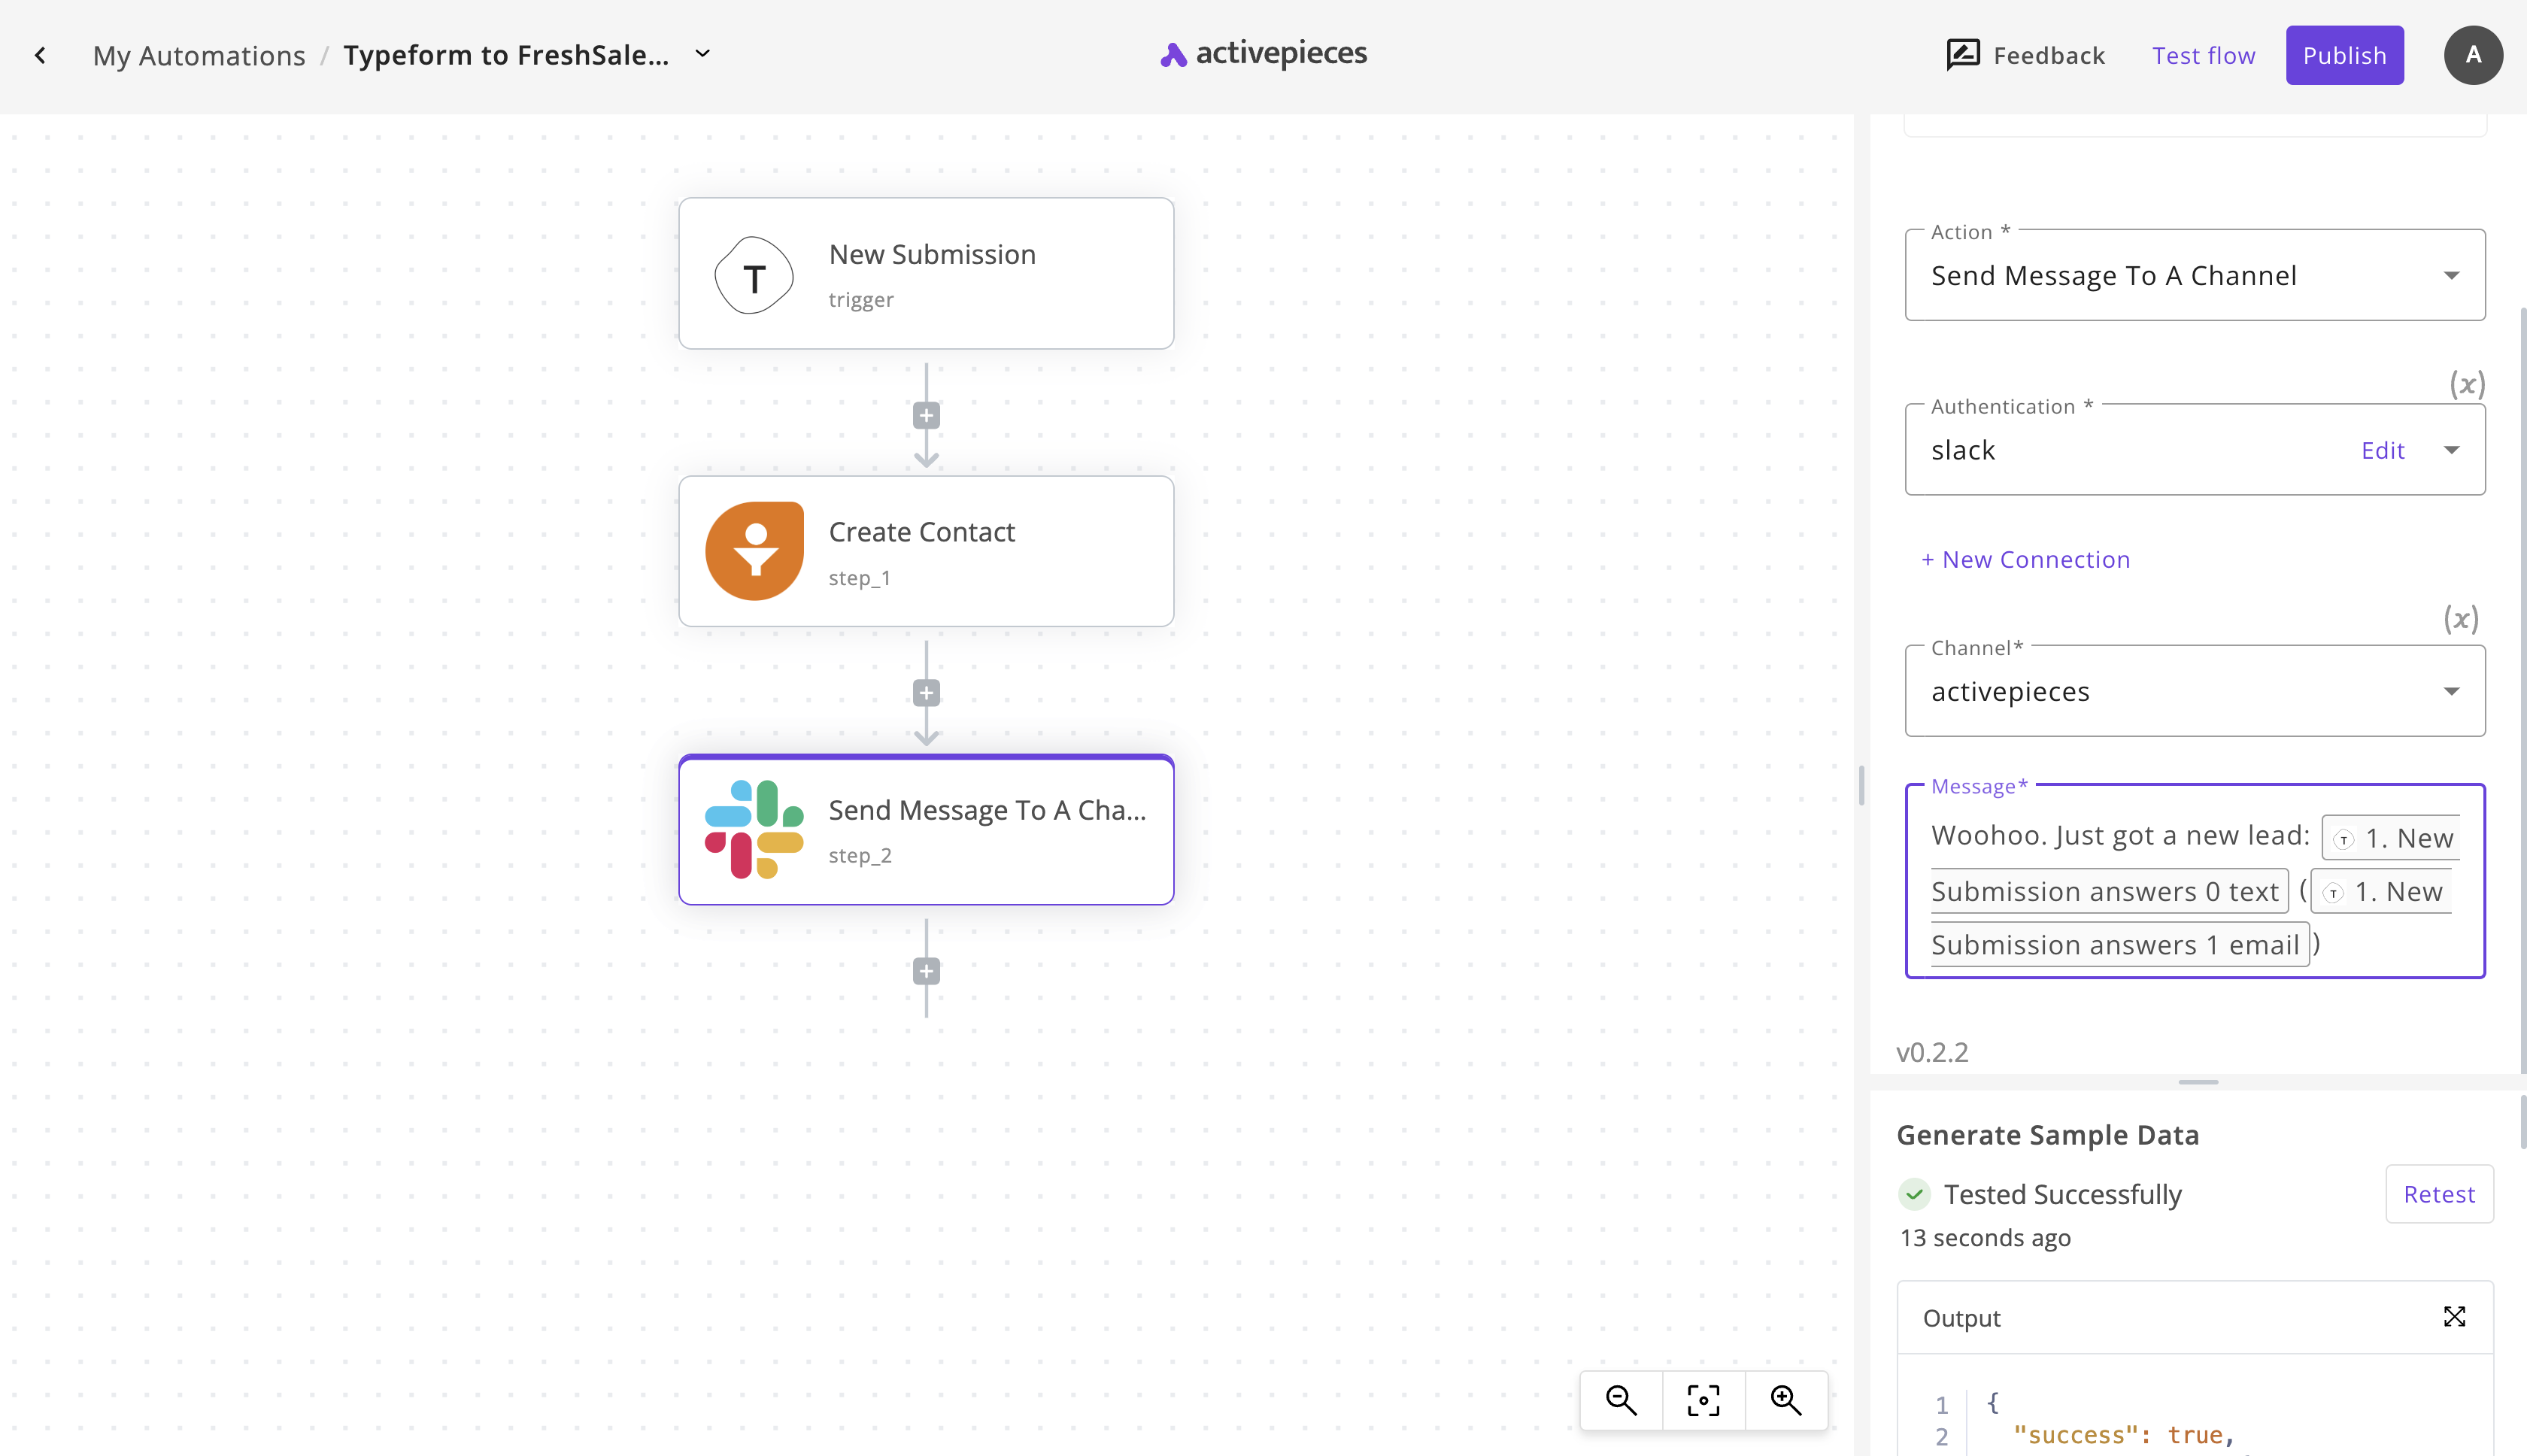 My Automations / Typeform to FreshSale...
activepieces
Feedback
Test flow
Publish
A
T
New Submission
trigger
Create Contact
step_1
Send Message To A Cha...
step_2
Action *
Send Message To A Channel
(x)
Authentication *
slack
Edit
+ New Connection
(x)
Channel*
activepieces
Message*
Woohoo. Just got a new lead: T 1. New
Submission answers 0 text ( T 1. New
Submission answers 1 email )
v0.2.2
Generate Sample Data
Tested Successfully
Retest
13 seconds ago
Output
1 {
2 "success": true,